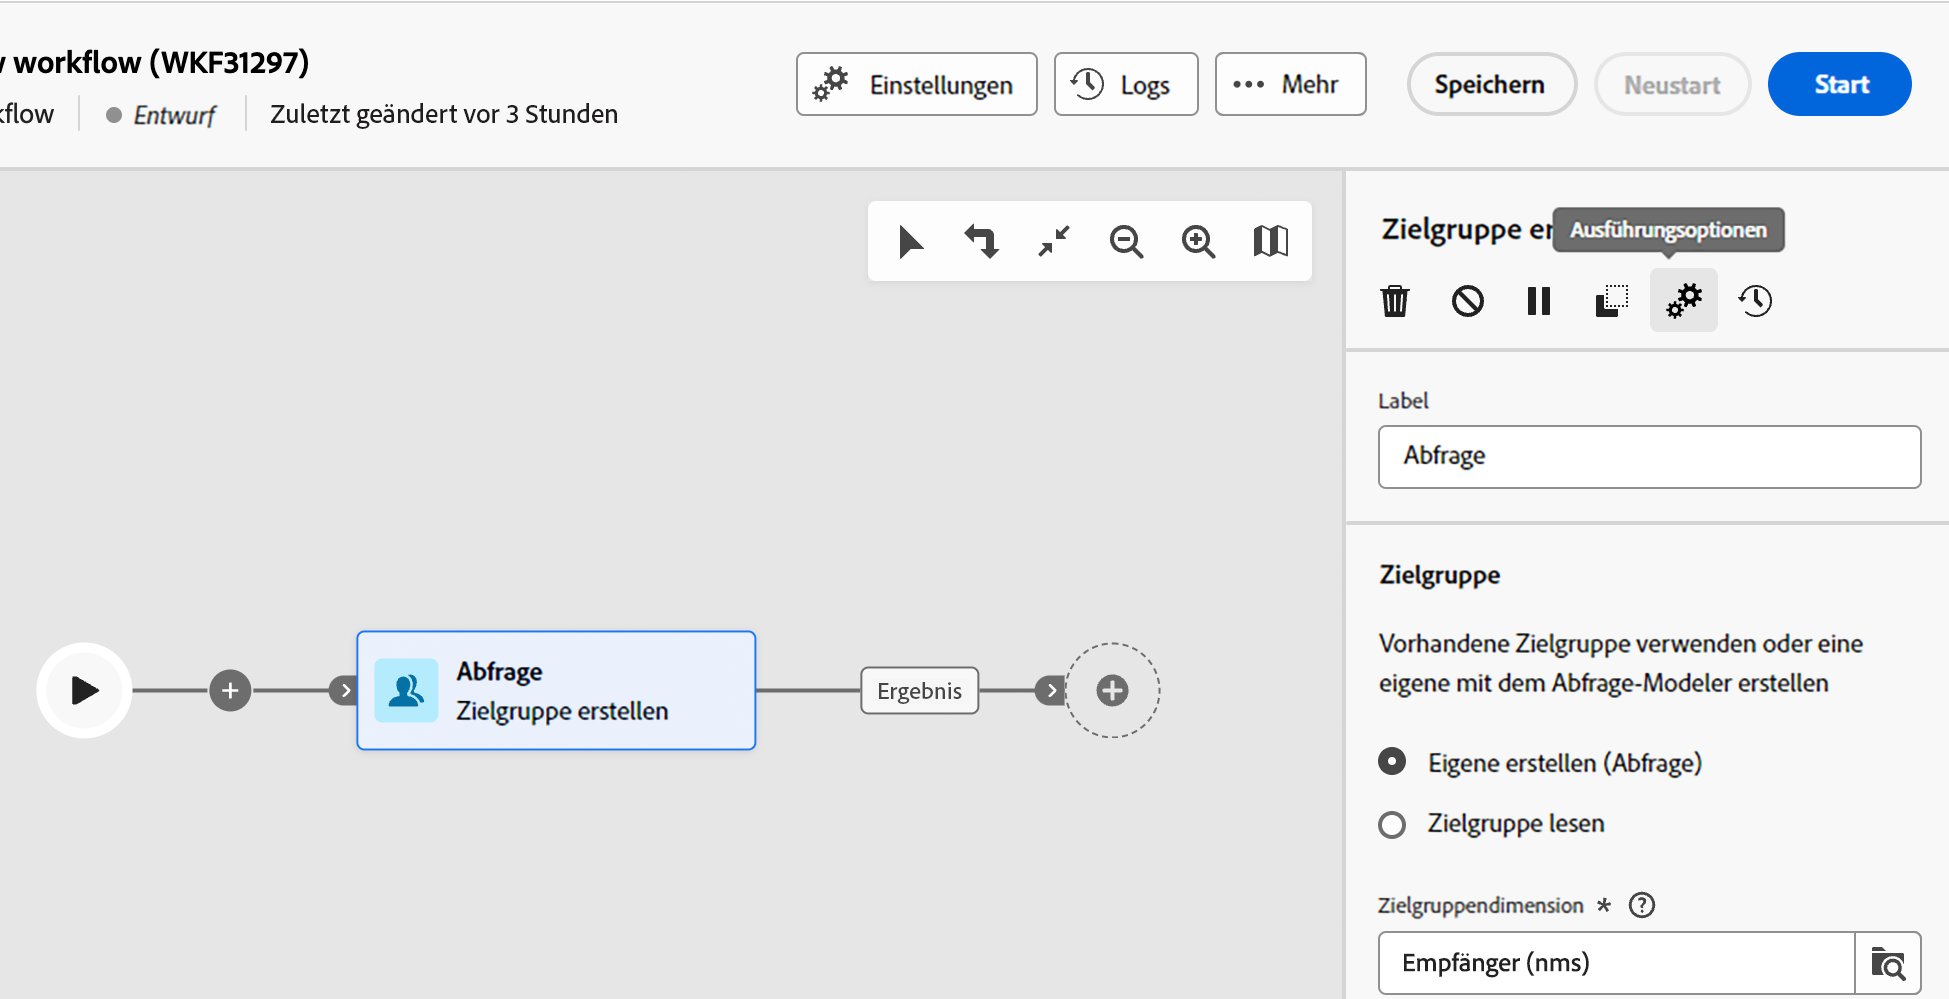 workflow (WKF31297)
Einstellungen
Logs
Mehr
Speichern
Neustart
Start
Entwurf
Zuletzt geändert vor 3 Stunden
Zielgruppe
Ausführungsoptionen
Label
Abfrage
Zielgruppe
Vorhandene Zielgruppe verwenden oder eine
eigene mit dem Abfrage-Modeler erstellen
Eigene erstellen (Abfrage)
Zielgruppe lesen
Zielgruppendimension * ?
Empfänger (nms)
Abfrage
Zielgruppe erstellen
Ergebnis